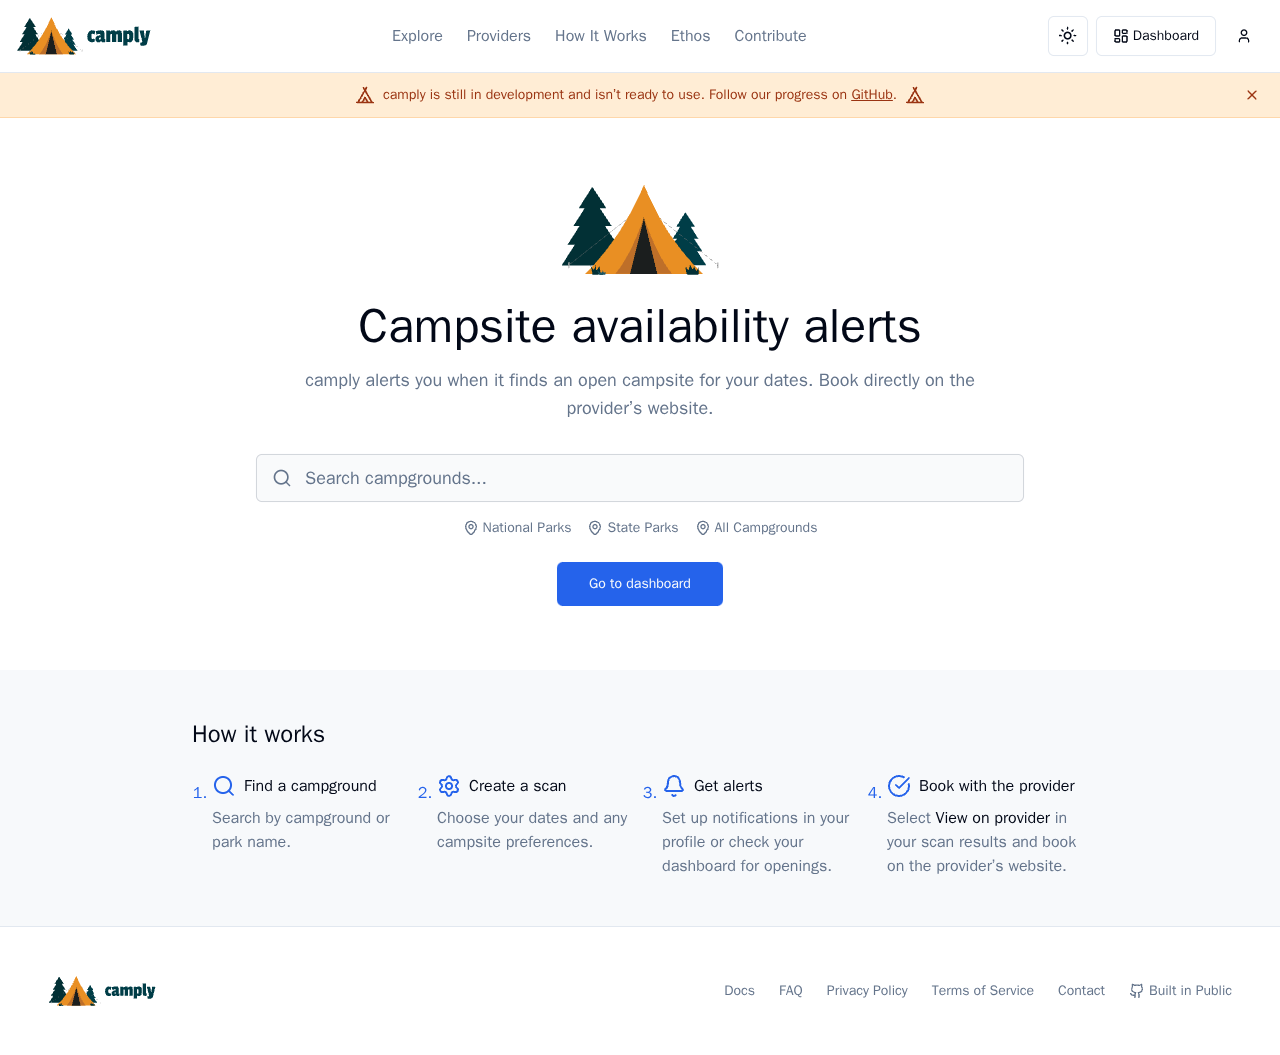 camply
Explore
Providers
How It Works
Ethos
Contribute
Dashboard
camply is still in development and isn't ready to use. Follow our progress on GitHub.
Campsite availability alerts
camply alerts you when it finds an open campsite for your dates. Book directly on the
provider's website.
Search campgrounds...
National Parks
State Parks
All Campgrounds
Go to dashboard
How it works
1. Find a campground
Search by campground or
park name.
2. Create a scan
Choose your dates and any
campsite preferences.
3. Get alerts
Set up notifications in your
profile or check your
dashboard for openings.
4. Book with the provider
Select View on provider in
your scan results and book
on the provider's website.
camply
Docs
FAQ
Privacy Policy
Terms of Service
Contact
Built in Public